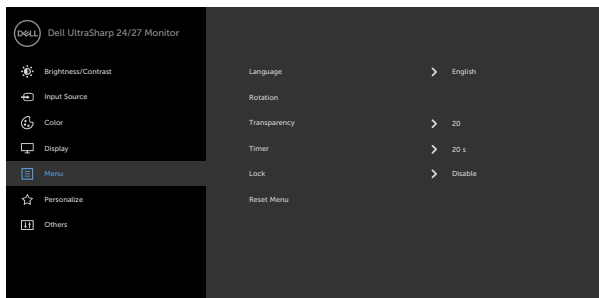 DELL Dell UltraSharp 24/27 Monitor
Brightness/Contrast
Input Source
Color
Display
Menu
Personalize
Others
Language English
Rotation
Transparency 20
Timer 20 s
Lock Disable
Reset Menu